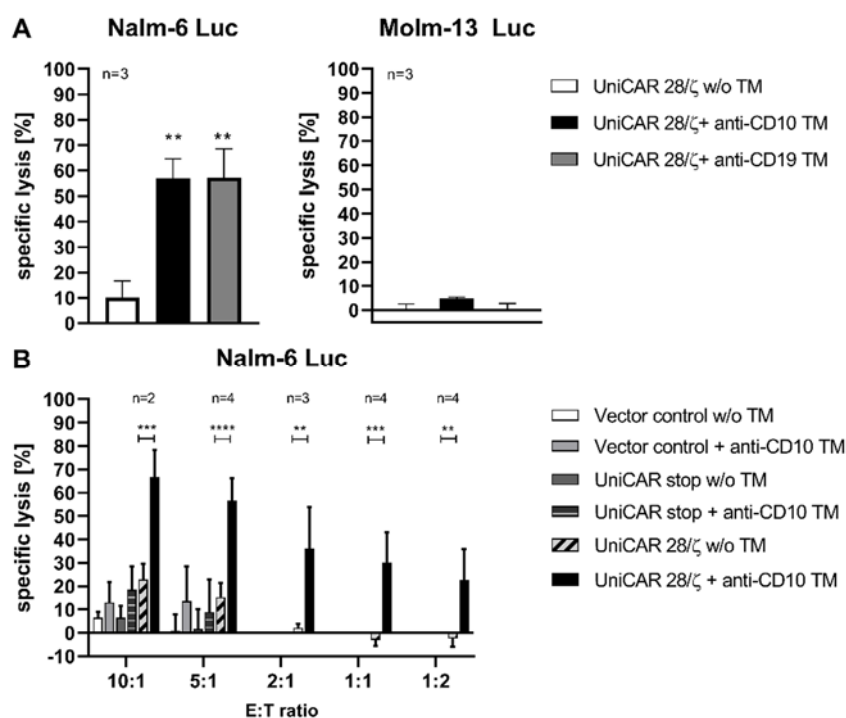 A
Nalm-6 Luc
Molm-13 Luc
specific lysis [%]
100
90
80
70
60
50
40
30
20
10
0
n=3
**
**
specific lysis [%]
100
90
80
70
60
50
40
30
20
10
0
n=3
UniCAR 28/ζ w/o TM
UniCAR 28/ζ+ anti-CD10 TM
UniCAR 28/ζ+ anti-CD19 TM
B
Nalm-6 Luc
specific lysis [%]
100
90
80
70
60
50
40
30
20
10
0
-10
n=2
n=4
n=3
n=4
n=4
***
****
**
***
**
10:1
5:1
2:1
1:1
1:2
E:T ratio
Vector control w/o TM
Vector control + anti-CD10 TM
UniCAR stop w/o TM
UniCAR stop + anti-CD10 TM
UniCAR 28/ζ w/o TM
UniCAR 28/ζ + anti-CD10 TM